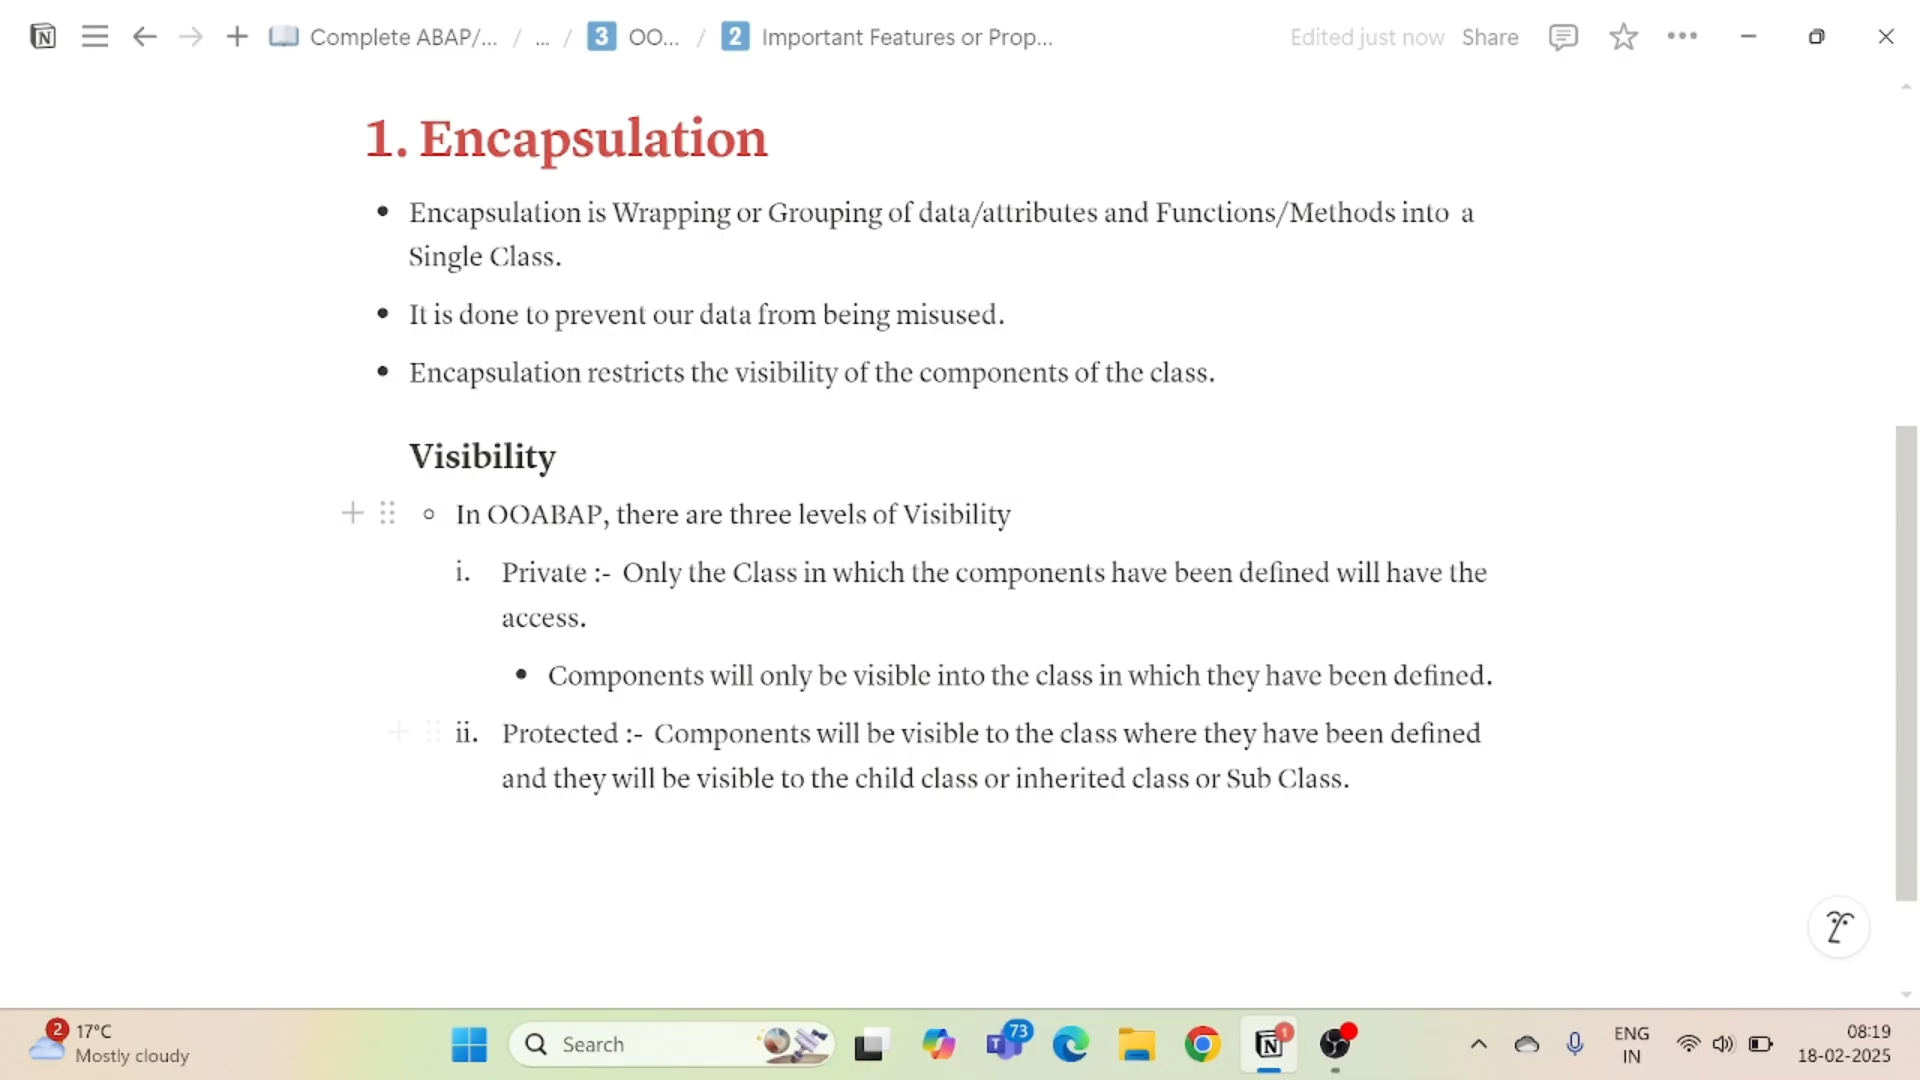 Complete ABAP/... / ... / 3 OO... / 2 Important Features or Prop... Edited just now Share
1. Encapsulation
• Encapsulation is Wrapping or Grouping of data/attributes and Functions/Methods into a
Single Class.
• It is done to prevent our data from being misused.
• Encapsulation restricts the visibility of the components of the class.
Visibility
◦ In OOABAP, there are three levels of Visibility
i. Private :- Only the Class in which the components have been defined will have the
access.
• Components will only be visible into the class in which they have been defined.
ii. Protected :- Components will be visible to the class where they have been defined
and they will be visible to the child class or inherited class or Sub Class.
2 17°C
Mostly cloudy
Search
73
1
ENG
IN
08:19
18-02-2025